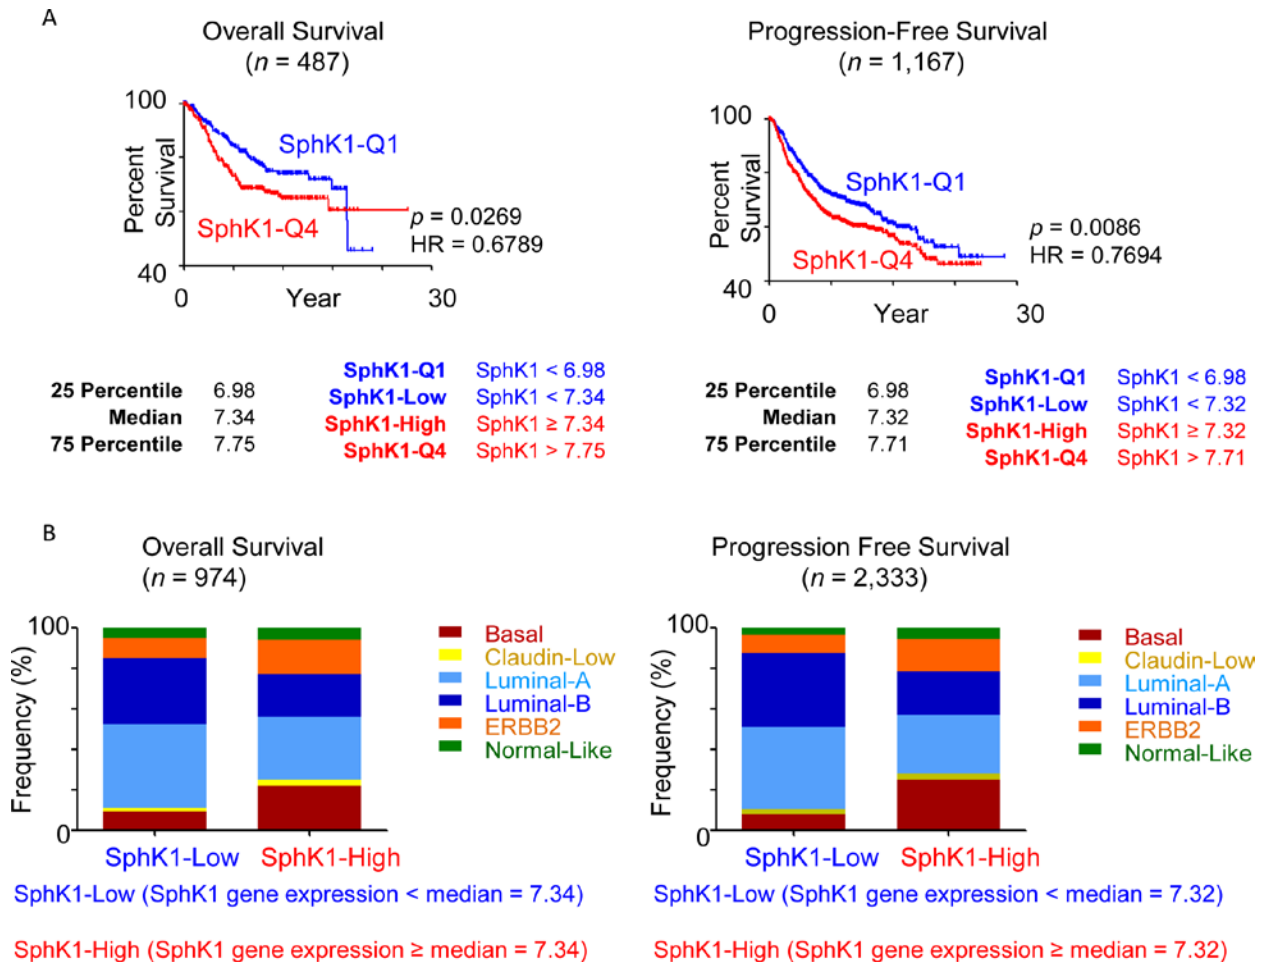 A
Overall Survival
(n = 487)
100
Percent
Survival
SphK1-Q1
SphK1-Q4
p = 0.0269
HR = 0.6789
40
0
Year
30
25 Percentile 6.98
Median 7.34
75 Percentile 7.75
SphK1-Q1 SphK1 < 6.98
SphK1-Low SphK1 < 7.34
SphK1-High SphK1 ≥ 7.34
SphK1-Q4 SphK1 > 7.75
Progression-Free Survival
(n = 1,167)
100
Percent
Survival
SphK1-Q1
SphK1-Q4
p = 0.0086
HR = 0.7694
40
0
Year
30
25 Percentile 6.98
Median 7.32
75 Percentile 7.71
SphK1-Q1 SphK1 < 6.98
SphK1-Low SphK1 < 7.32
SphK1-High SphK1 ≥ 7.32
SphK1-Q4 SphK1 > 7.71
B
Overall Survival
(n = 974)
100
Frequency (%)
0
Basal
Claudin-Low
Luminal-A
Luminal-B
ERBB2
Normal-Like
SphK1-Low SphK1-High
SphK1-Low (SphK1 gene expression < median = 7.34)
SphK1-High (SphK1 gene expression ≥ median = 7.34)
Progression Free Survival
(n = 2,333)
100
Frequency (%)
0
Basal
Claudin-Low
Luminal-A
Luminal-B
ERBB2
Normal-Like
SphK1-Low SphK1-High
SphK1-Low (SphK1 gene expression < median = 7.32)
SphK1-High (SphK1 gene expression ≥ median = 7.32)